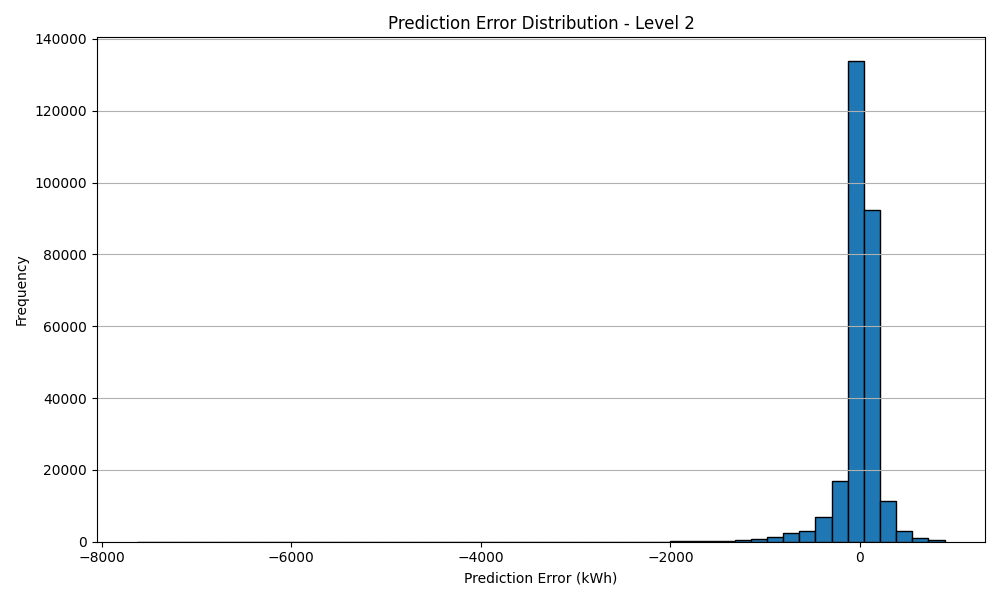 Prediction Error Distribution - Level 2
140000
120000
100000
80000
60000
40000
20000
0
Frequency
−8000 −6000 −4000 −2000 0
Prediction Error (kWh)